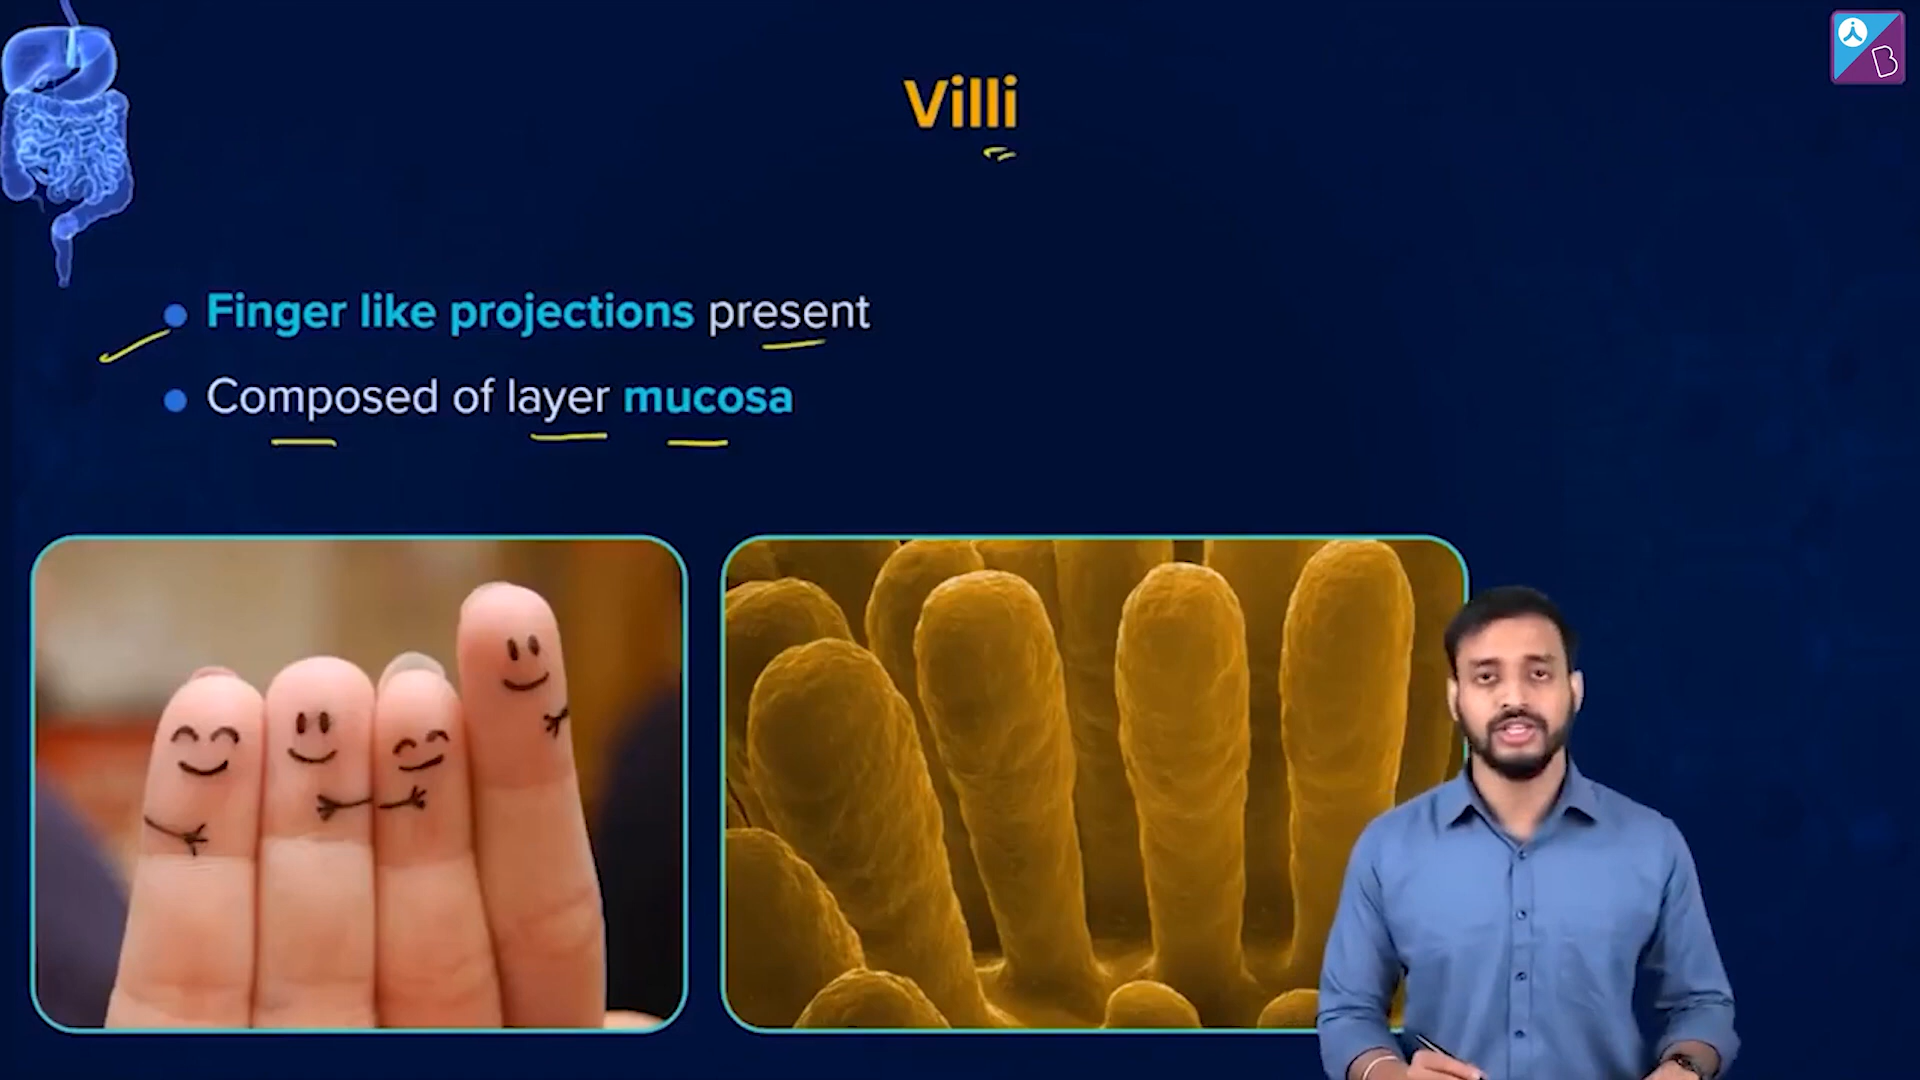 Villi
Finger like projections present
Composed of layer mucosa
B